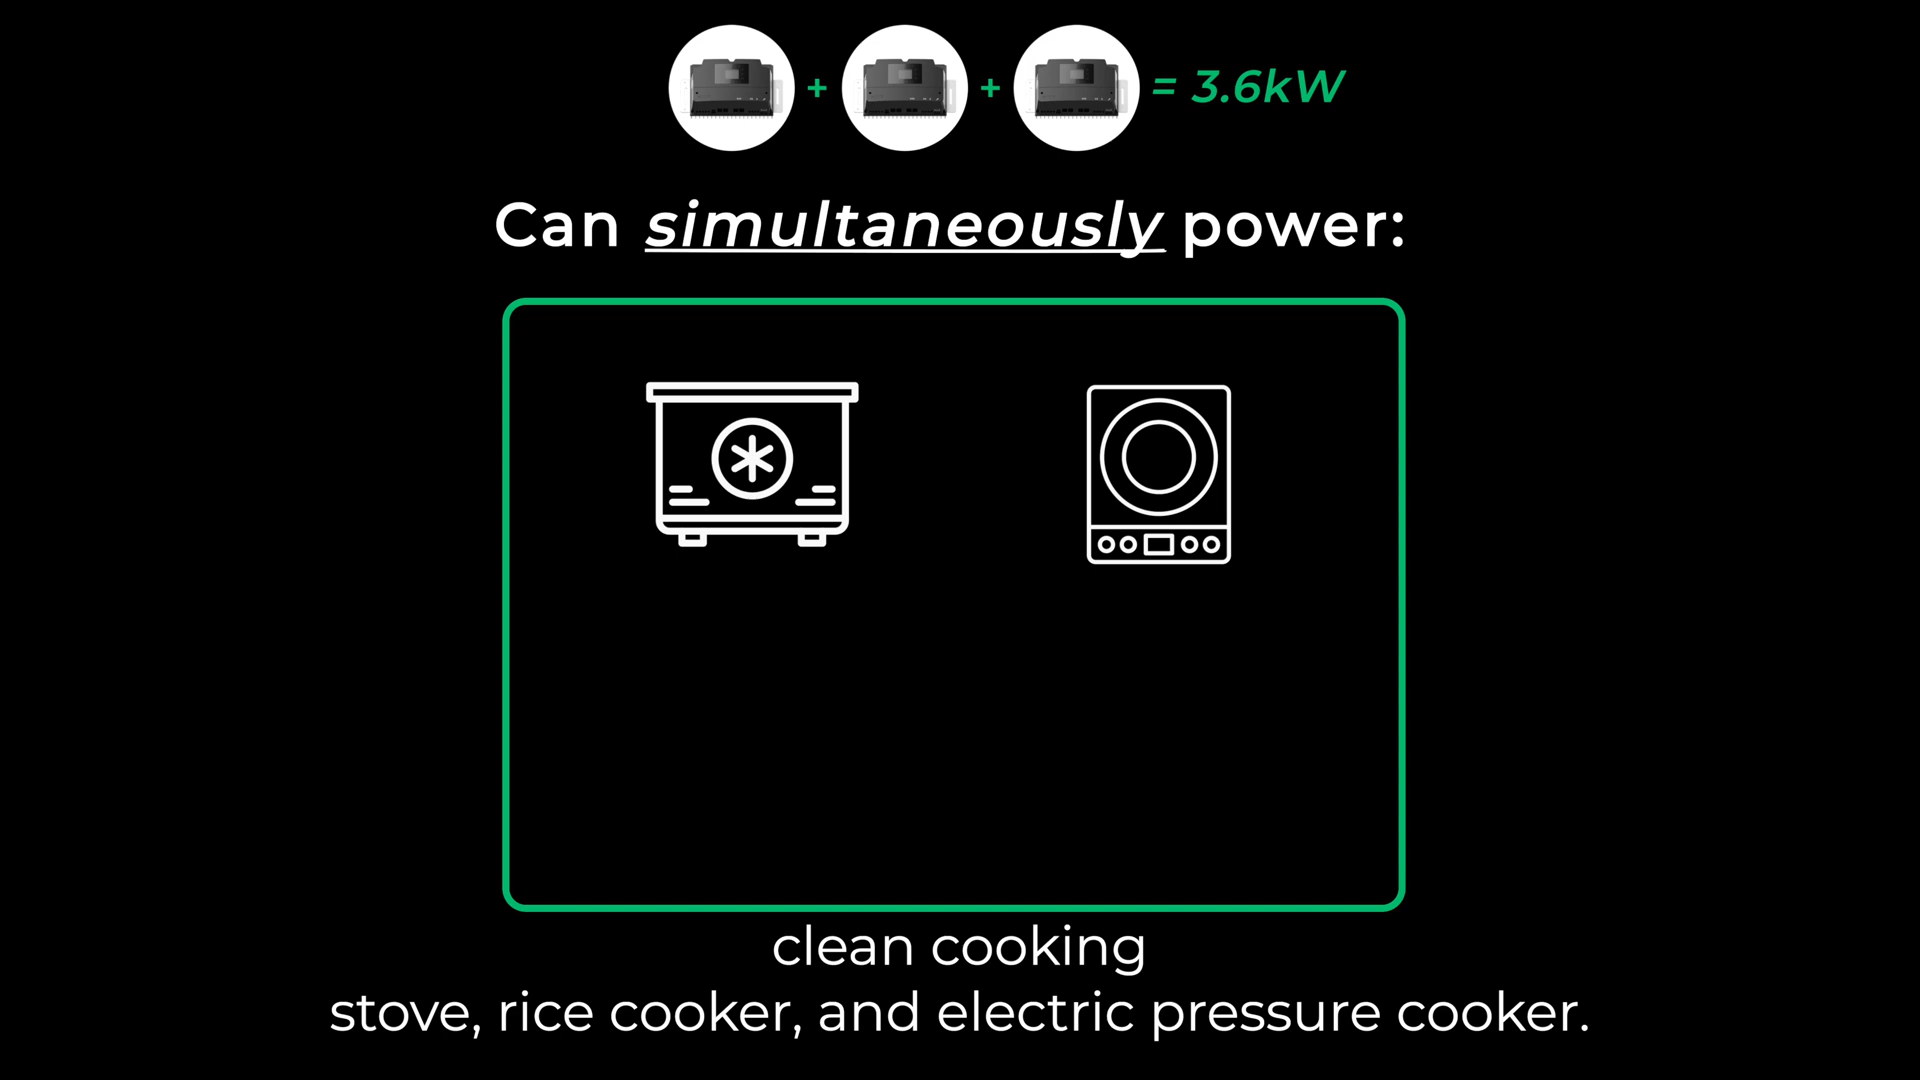 + + = 3.6kW
Can simultaneously power:
clean cooking
stove, rice cooker, and electric pressure cooker.